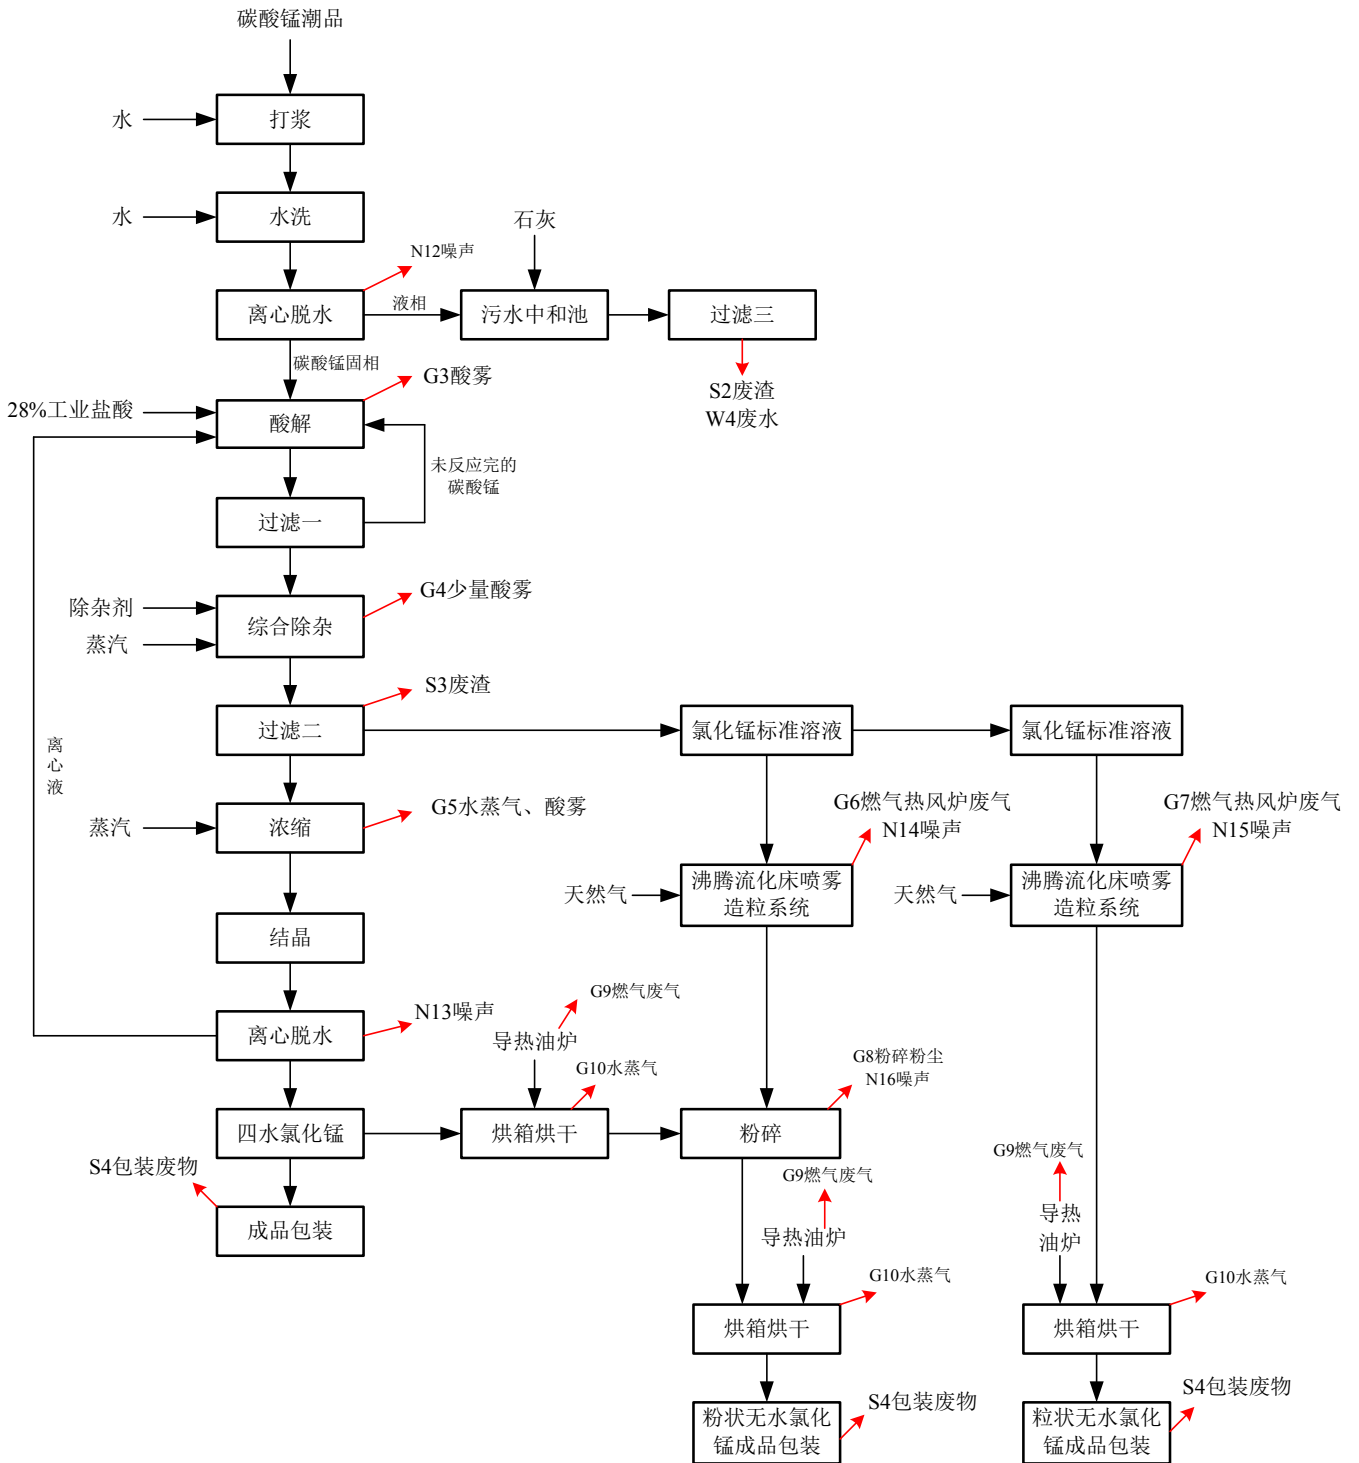 碳酸锰潮品
水
打浆
水
水洗
石灰
N12噪声
离心脱水
液相
污水中和池
过滤三
碳酸锰固相
G3酸雾
S2废渣
W4废水
28%工业盐酸
酸解
未反应完的
碳酸锰
过滤一
除杂剂
蒸汽
综合除杂
G4少量酸雾
S3废渣
过滤二
氯化锰标准溶液
氯化锰标准溶液
离
心
液
蒸汽
浓缩
G5水蒸气、酸雾
G6燃气热风炉废气
N14噪声
G7燃气热风炉废气
N15噪声
天然气
沸腾流化床喷雾
造粒系统
天然气
沸腾流化床喷雾
造粒系统
结晶
G9燃气废气
N13噪声
离心脱水
导热油炉
G10水蒸气
G8粉碎粉尘
N16噪声
四水氯化锰
烘箱烘干
粉碎
S4包装废物
成品包装
G9燃气废气
导热油炉
G9燃气废气
导热
油炉
G10水蒸气
G10水蒸气
烘箱烘干
烘箱烘干
S4包装废物
S4包装废物
粉状无水氯化
锰成品包装
粒状无水氯化
锰成品包装